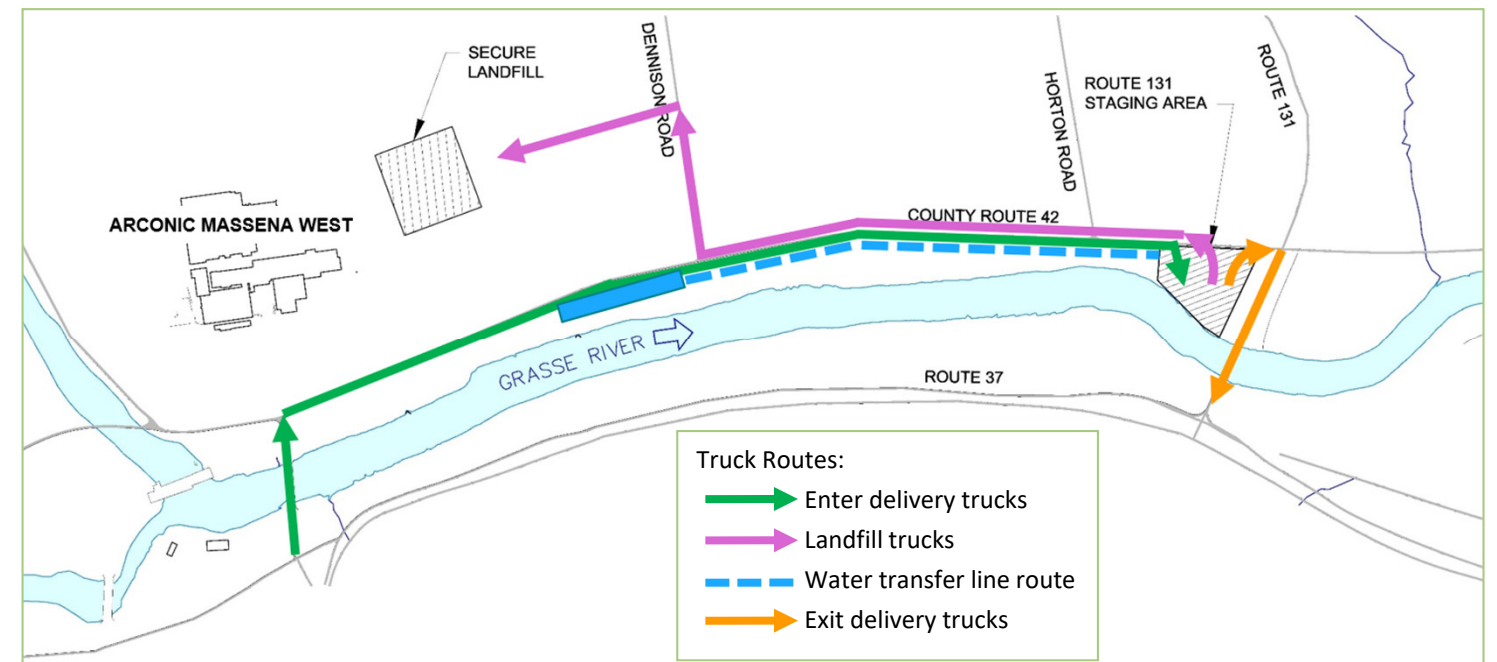 SECURE
LANDFILL
DENNISON ROAD
HORTON ROAD
ROUTE 131
STAGING AREA
ROUTE 131
ARCONIC MASSENA WEST
COUNTY ROUTE 42
GRASSE RIVER
ROUTE 37
Truck Routes:
Enter delivery trucks
Landfill trucks
Water transfer line route
Exit delivery trucks